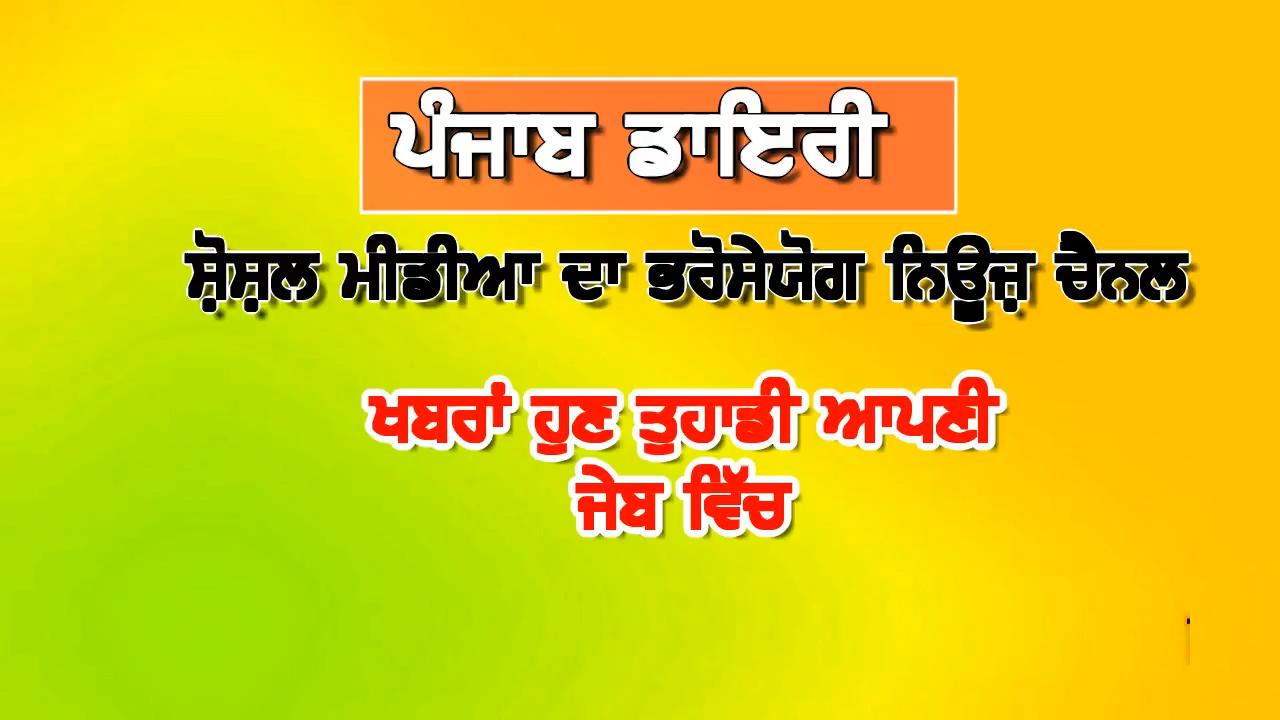 ਪੰਜਾਬ ਡਾਇਰੀ
ਸ਼ੋਸ਼ਲ ਮੀਡੀਆ ਦਾ ਭਰੋਸੇਯੋਗ ਨਿਊਜ਼ ਚੈਨਲ
ਖਬਰਾਂ ਹੁਣ ਤੁਹਾਡੀ ਆਪਣੀ
ਜੇਬ ਵਿੱਚ